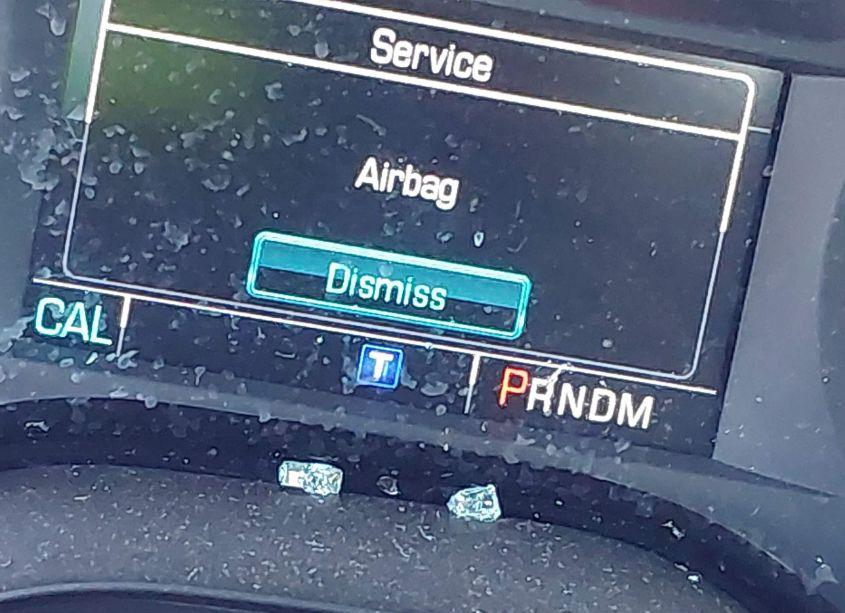 Service
Airbag
Dismiss
CAL T PRNDM